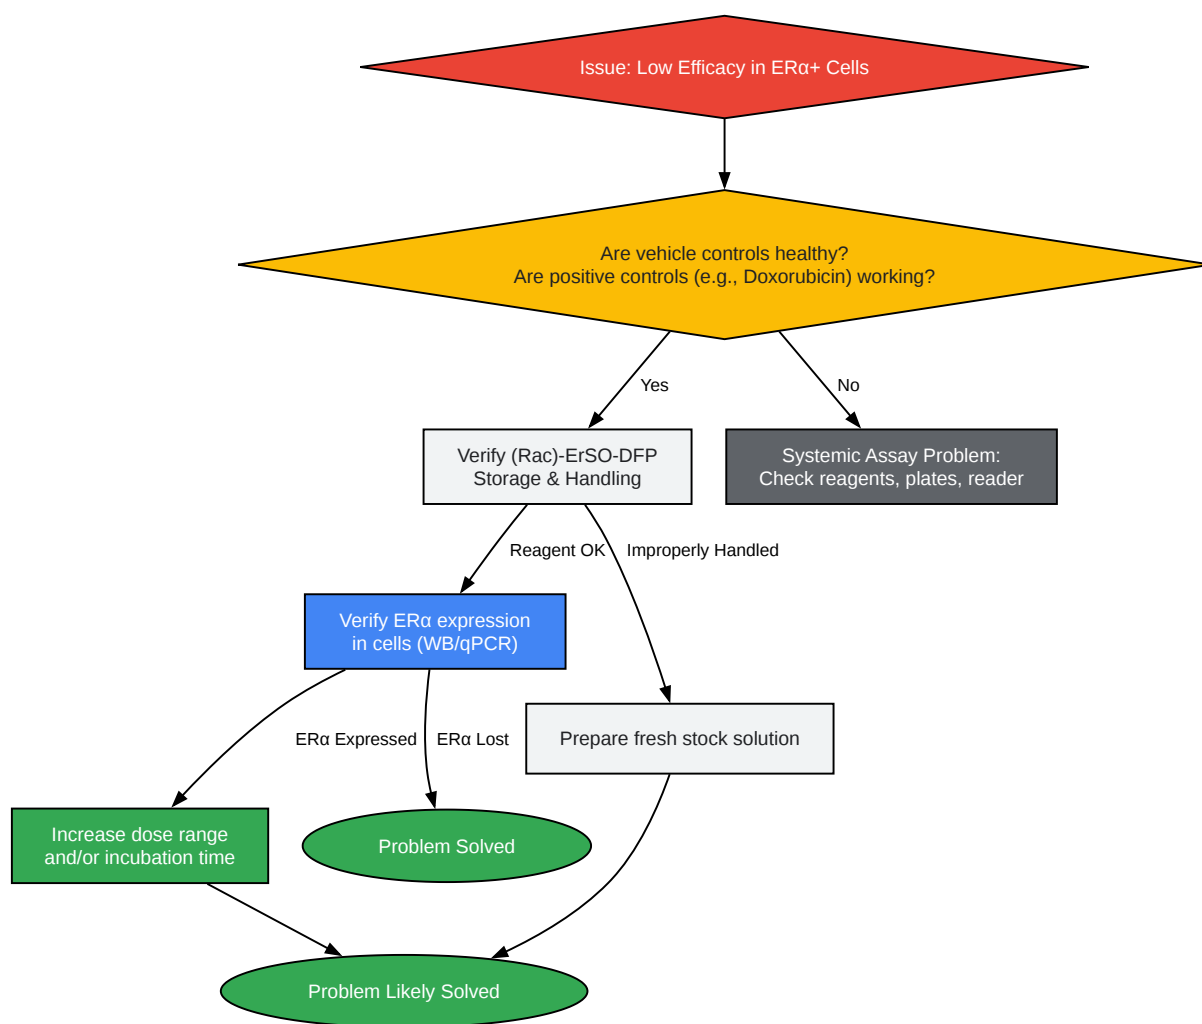 Issue: Low Efficacy in ERα+ Cells
Are vehicle controls healthy?
Are positive controls (e.g., Doxorubicin) working?
Yes
No
Verify (Rac)-ErSO-DFP
Storage & Handling
Systemic Assay Problem:
Check reagents, plates, reader
Reagent OK
Improperly Handled
Verify ERα expression
in cells (WB/qPCR)
ERα Expressed
ERα Lost
Prepare fresh stock solution
Increase dose range
and/or incubation time
Problem Solved
Problem Likely Solved